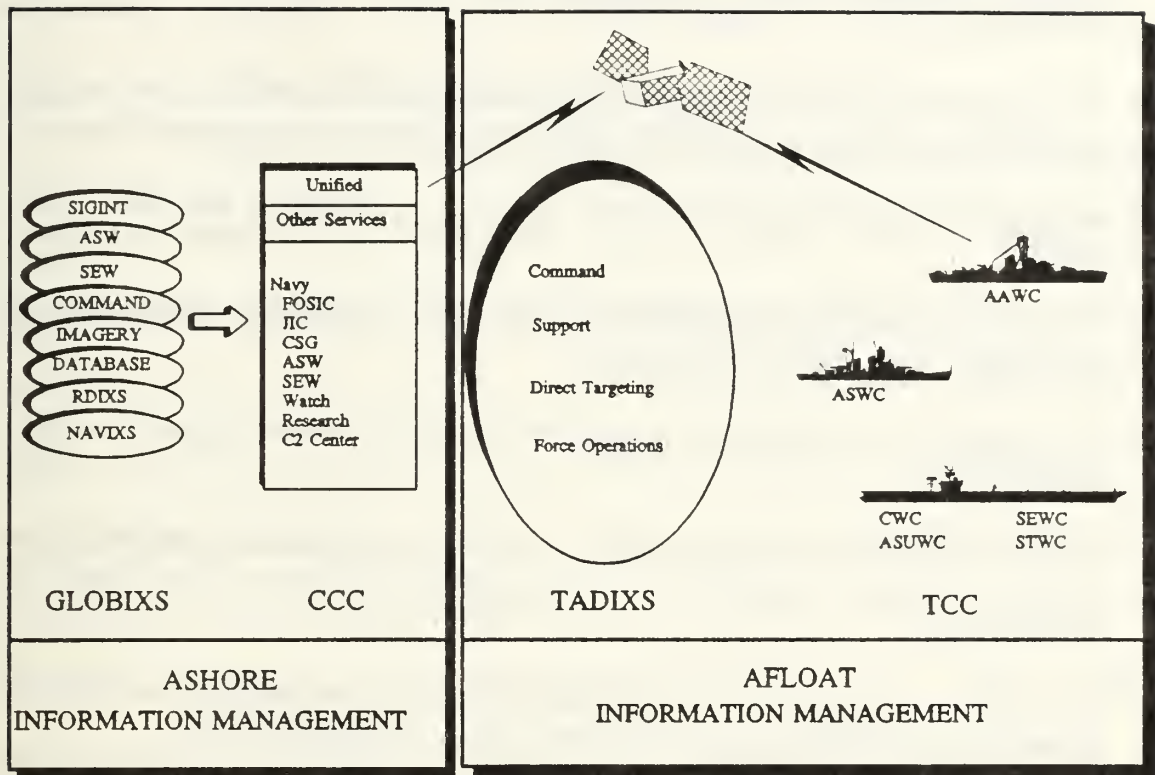 SIGINT
ASW
SEW
COMMAND
IMAGERY
DATABASE
RDIXS
NAVIXS
Unified
Other Services
Navy
FOSIC
JIC
CSG
ASW
SEW
Watch
Research
C2 Center
Command
Support
Direct Targeting
Force Operations
AAWC
ASWC
CWC SEWC
ASUWC STWC
GLOBIXS CCC TADIXS TCC
ASHORE
INFORMATION MANAGEMENT
AFLOAT
INFORMATION MANAGEMENT